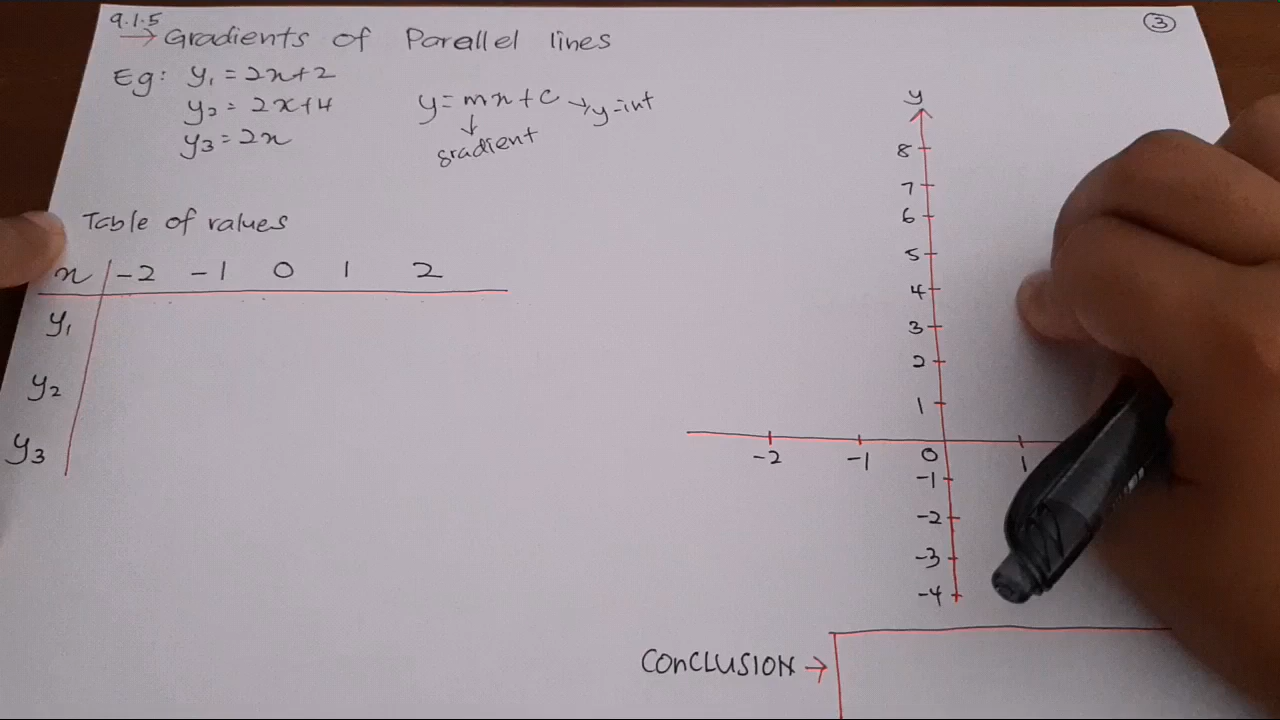 9.1.5
→ Gradients of Parallel lines
③
Eg: y₁ = 2x+2
y₂ = 2x+4
y₃ = 2x
y = mx + c → y-int
↓
gradient
Table of values
x -2 -1 0 1 2
y₁
y₂
y₃
y
8
7
6
5
4
3
2
1
-2 -1 0 1
-1
-2
-3
-4
CONCLUSION →